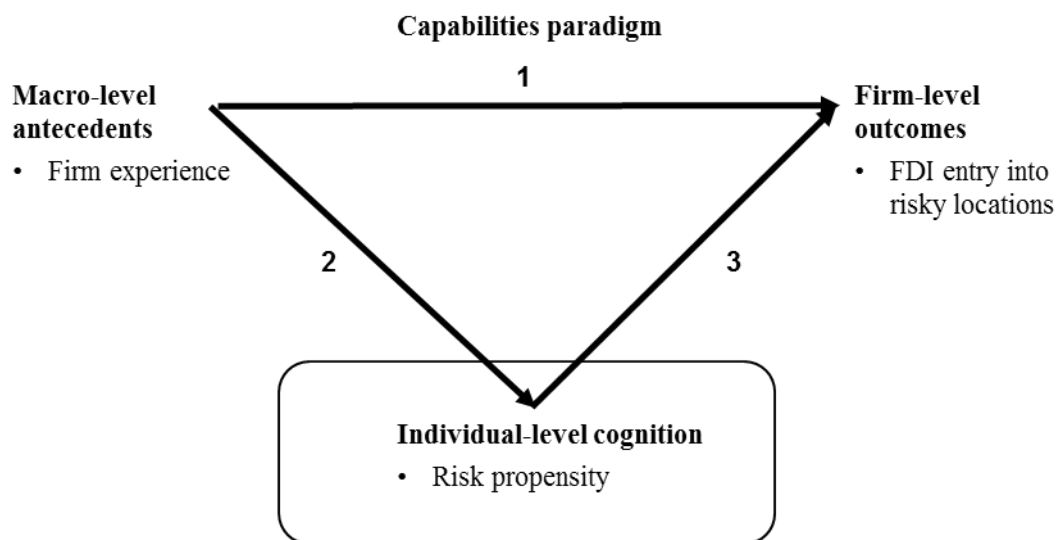 Capabilities paradigm
1
Macro-level
antecedents
• Firm experience
Firm-level
outcomes
• FDI entry into
risky locations
2
3
Individual-level cognition
• Risk propensity